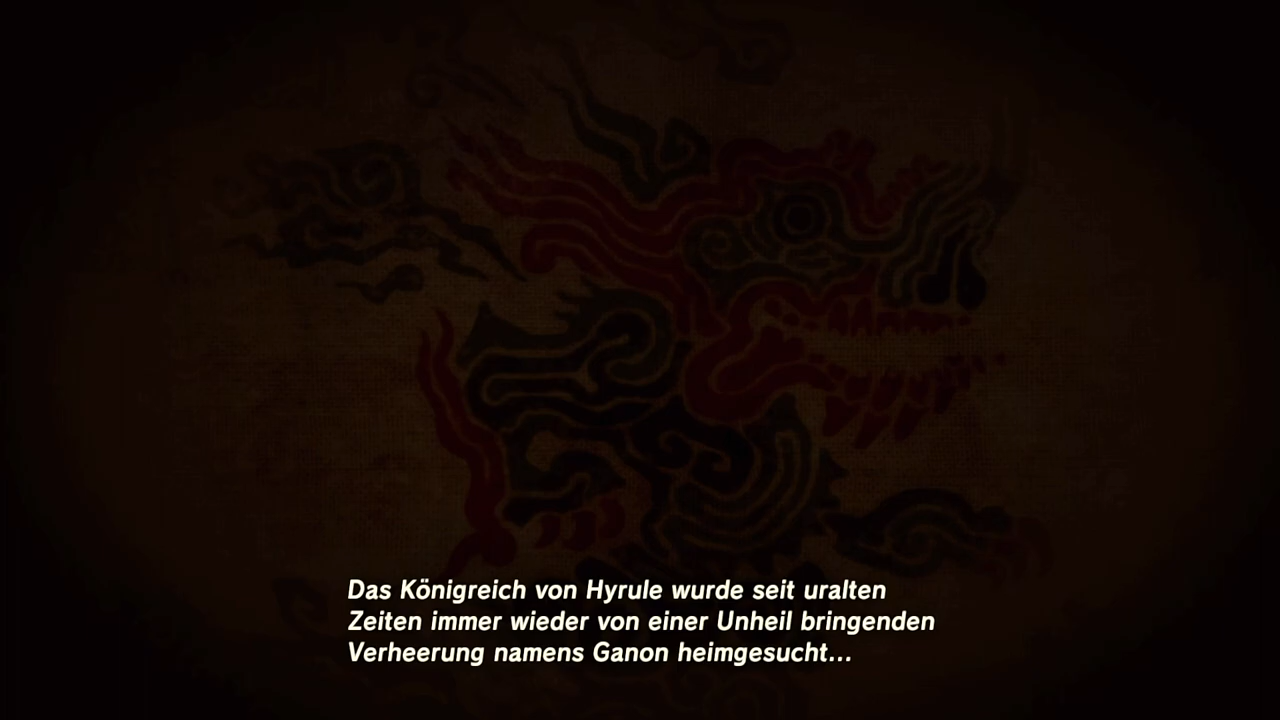 Das Königreich von Hyrule wurde seit uralten
Zeiten immer wieder von einer Unheil bringenden
Verheerung namens Ganon heimgesucht...